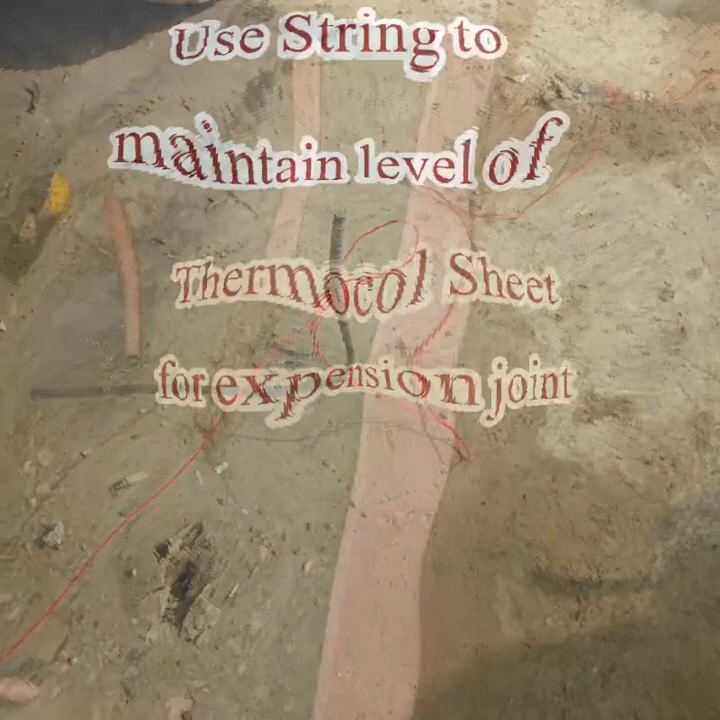 Use String to
maintain level of
Thermocol Sheet
for expension joint